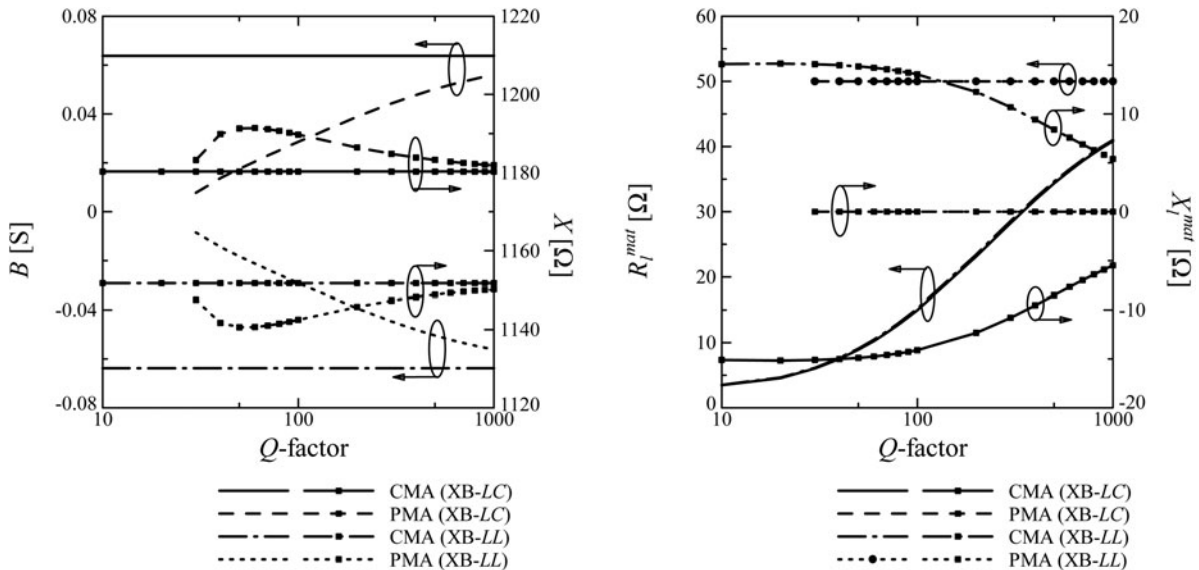 0.08
0.04
0
-0.04
-0.08
B [S]
1220
1200
1180
1160
1140
1120
X [Ʊ]
10
100
1000
Q-factor
CMA (XB-LC)
PMA (XB-LC)
CMA (XB-LL)
PMA (XB-LL)
60
50
40
30
20
10
0
R_l^mat [Ω]
20
10
0
-10
-20
X_l^mat [Ʊ]
10
100
1000
Q-factor
CMA (XB-LC)
PMA (XB-LC)
CMA (XB-LL)
PMA (XB-LL)